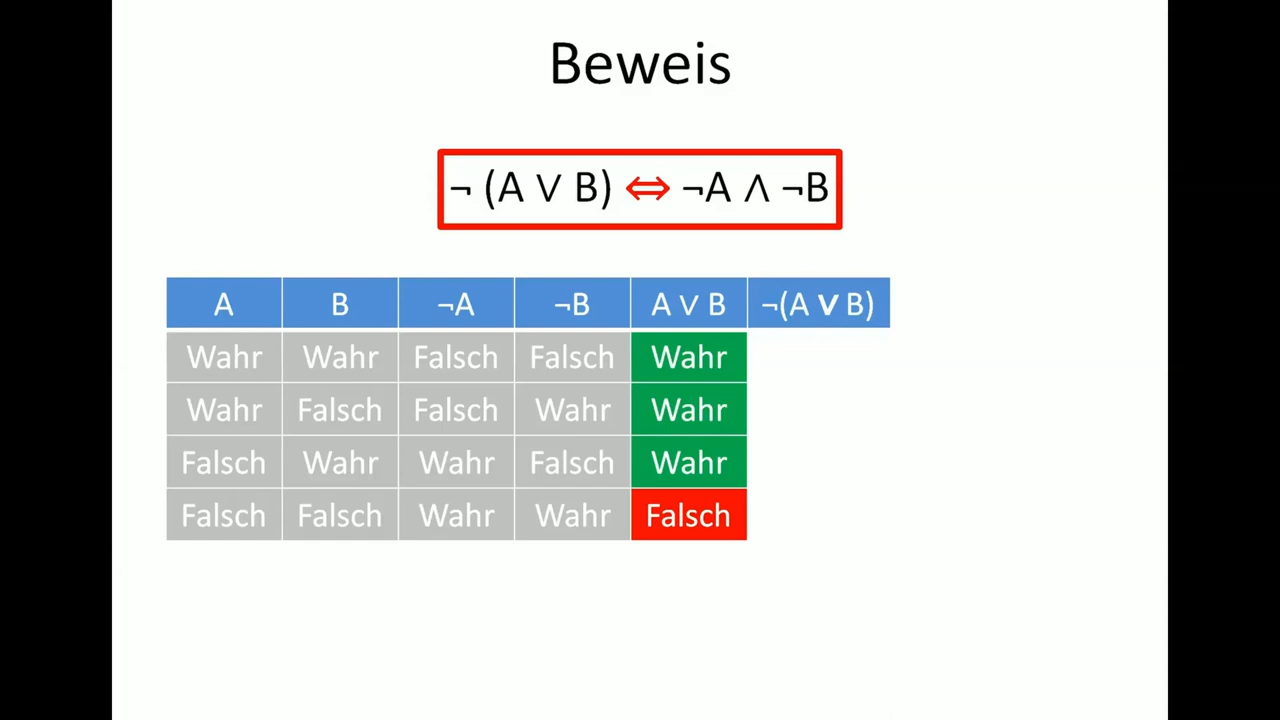 Beweis
¬ (A ∨ B) ⇔ ¬A ∧ ¬B
A B ¬A ¬B A ∨ B ¬(A ∨ B)
Wahr Wahr Falsch Falsch Wahr
Wahr Falsch Falsch Wahr Wahr
Falsch Wahr Wahr Falsch Wahr
Falsch Falsch Wahr Wahr Falsch